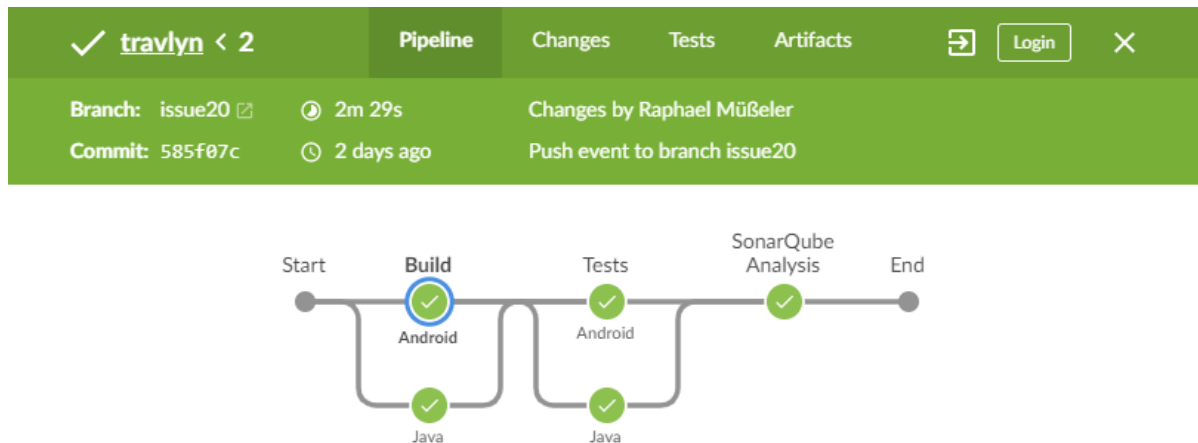 travlyn < 2 Pipeline Changes Tests Artifacts Login
Branch: issue20 2m 29s Changes by Raphael Müßeler
Commit: 585f07c 2 days ago Push event to branch issue20
SonarQube
Start Build Tests Analysis End
Android Android
Java Java